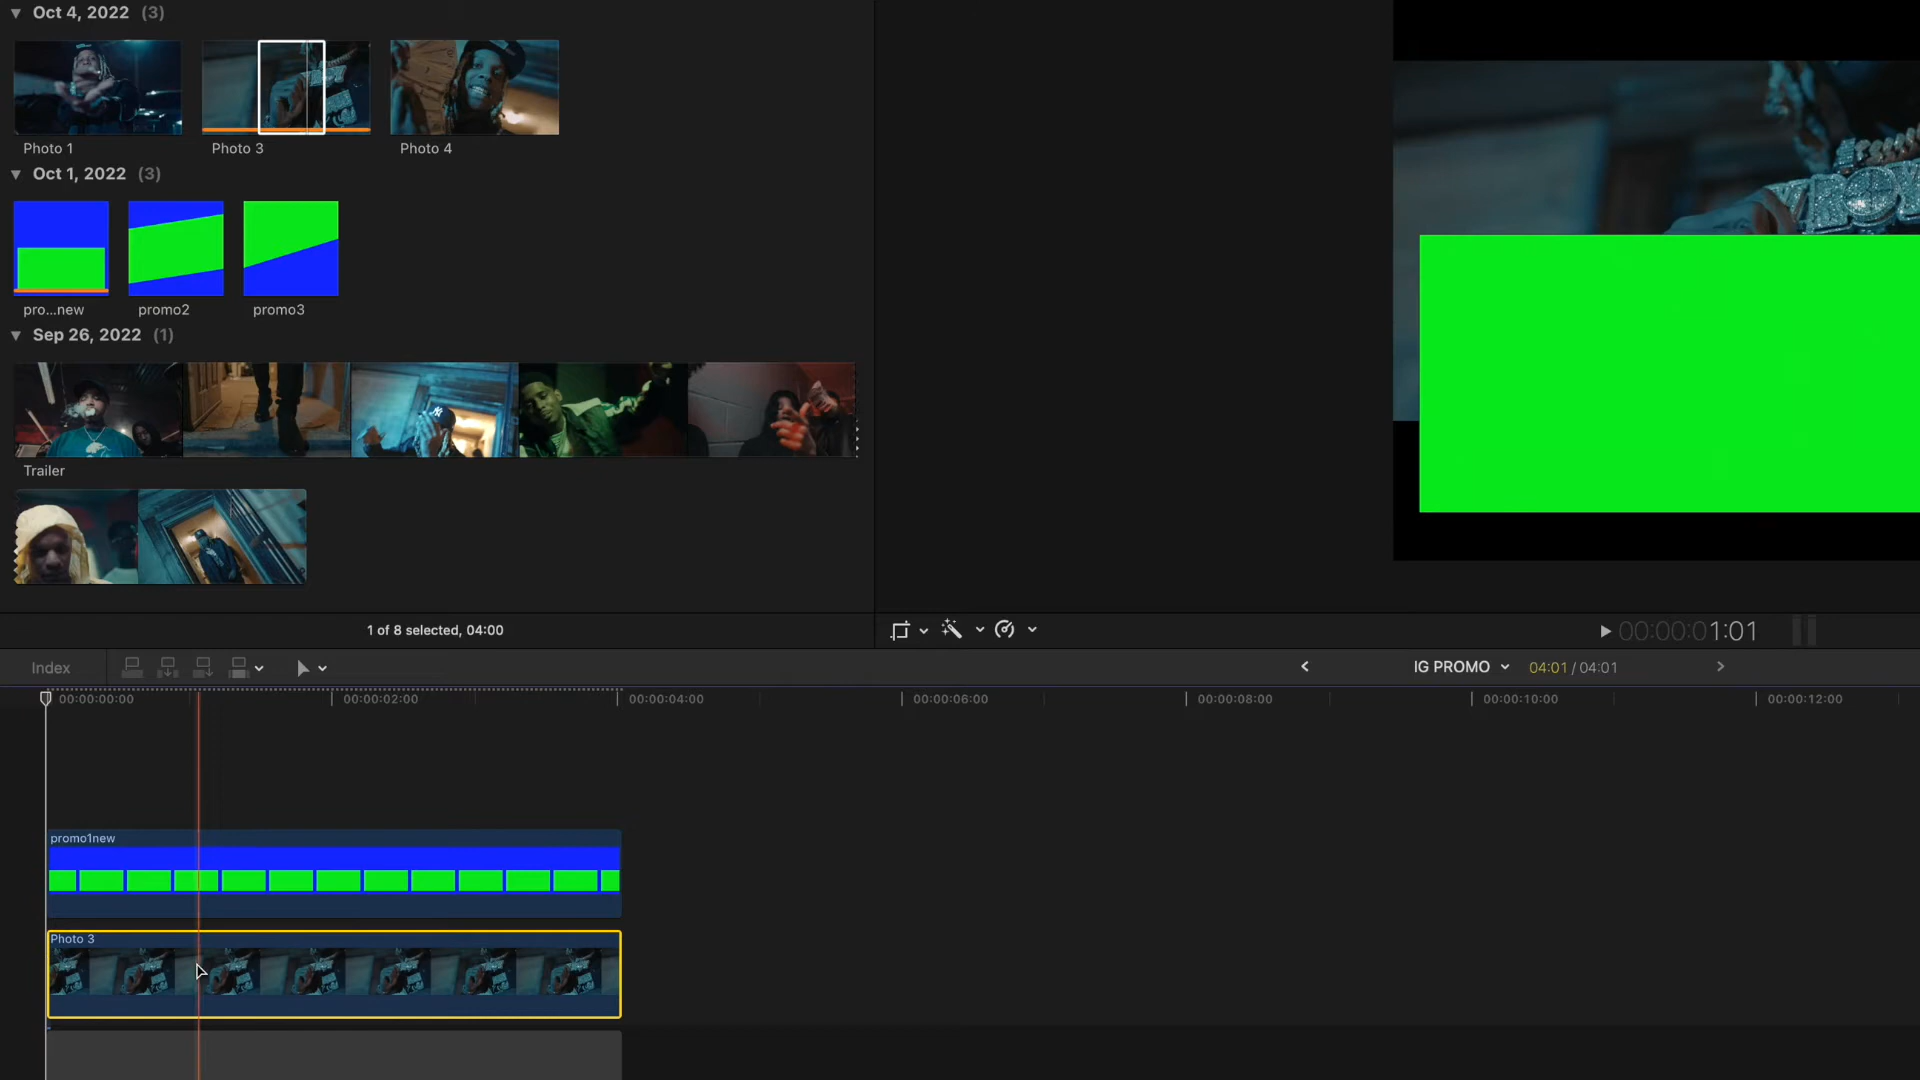 Oct 4, 2022 (3)
Photo 1
Photo 3
Photo 4
Oct 1, 2022 (3)
pro...new
promo2
promo3
Sep 26, 2022 (1)
Trailer
1 of 8 selected, 04:00
00:00:01:01
Index
IG PROMO
04:01 / 04:01
00:00:00:00
00:00:02:00
00:00:04:00
00:00:06:00
00:00:08:00
00:00:10:00
00:00:12:00
promo1new
Photo 3